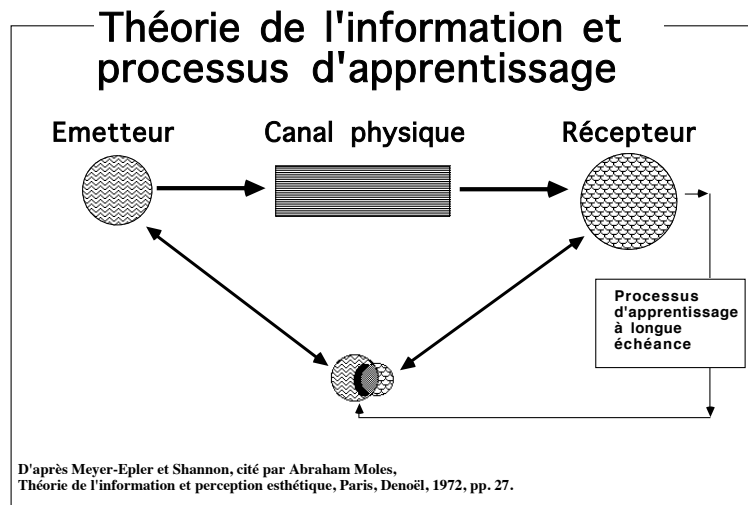 Théorie de l'information et
processus d'apprentissage
Emetteur
Canal physique
Récepteur
Processus
d'apprentissage
à longue
échéance
D'après Meyer-Epler et Shannon, cité par Abraham Moles,
Théorie de l'information et perception esthétique, Paris, Denoël, 1972, pp. 27.